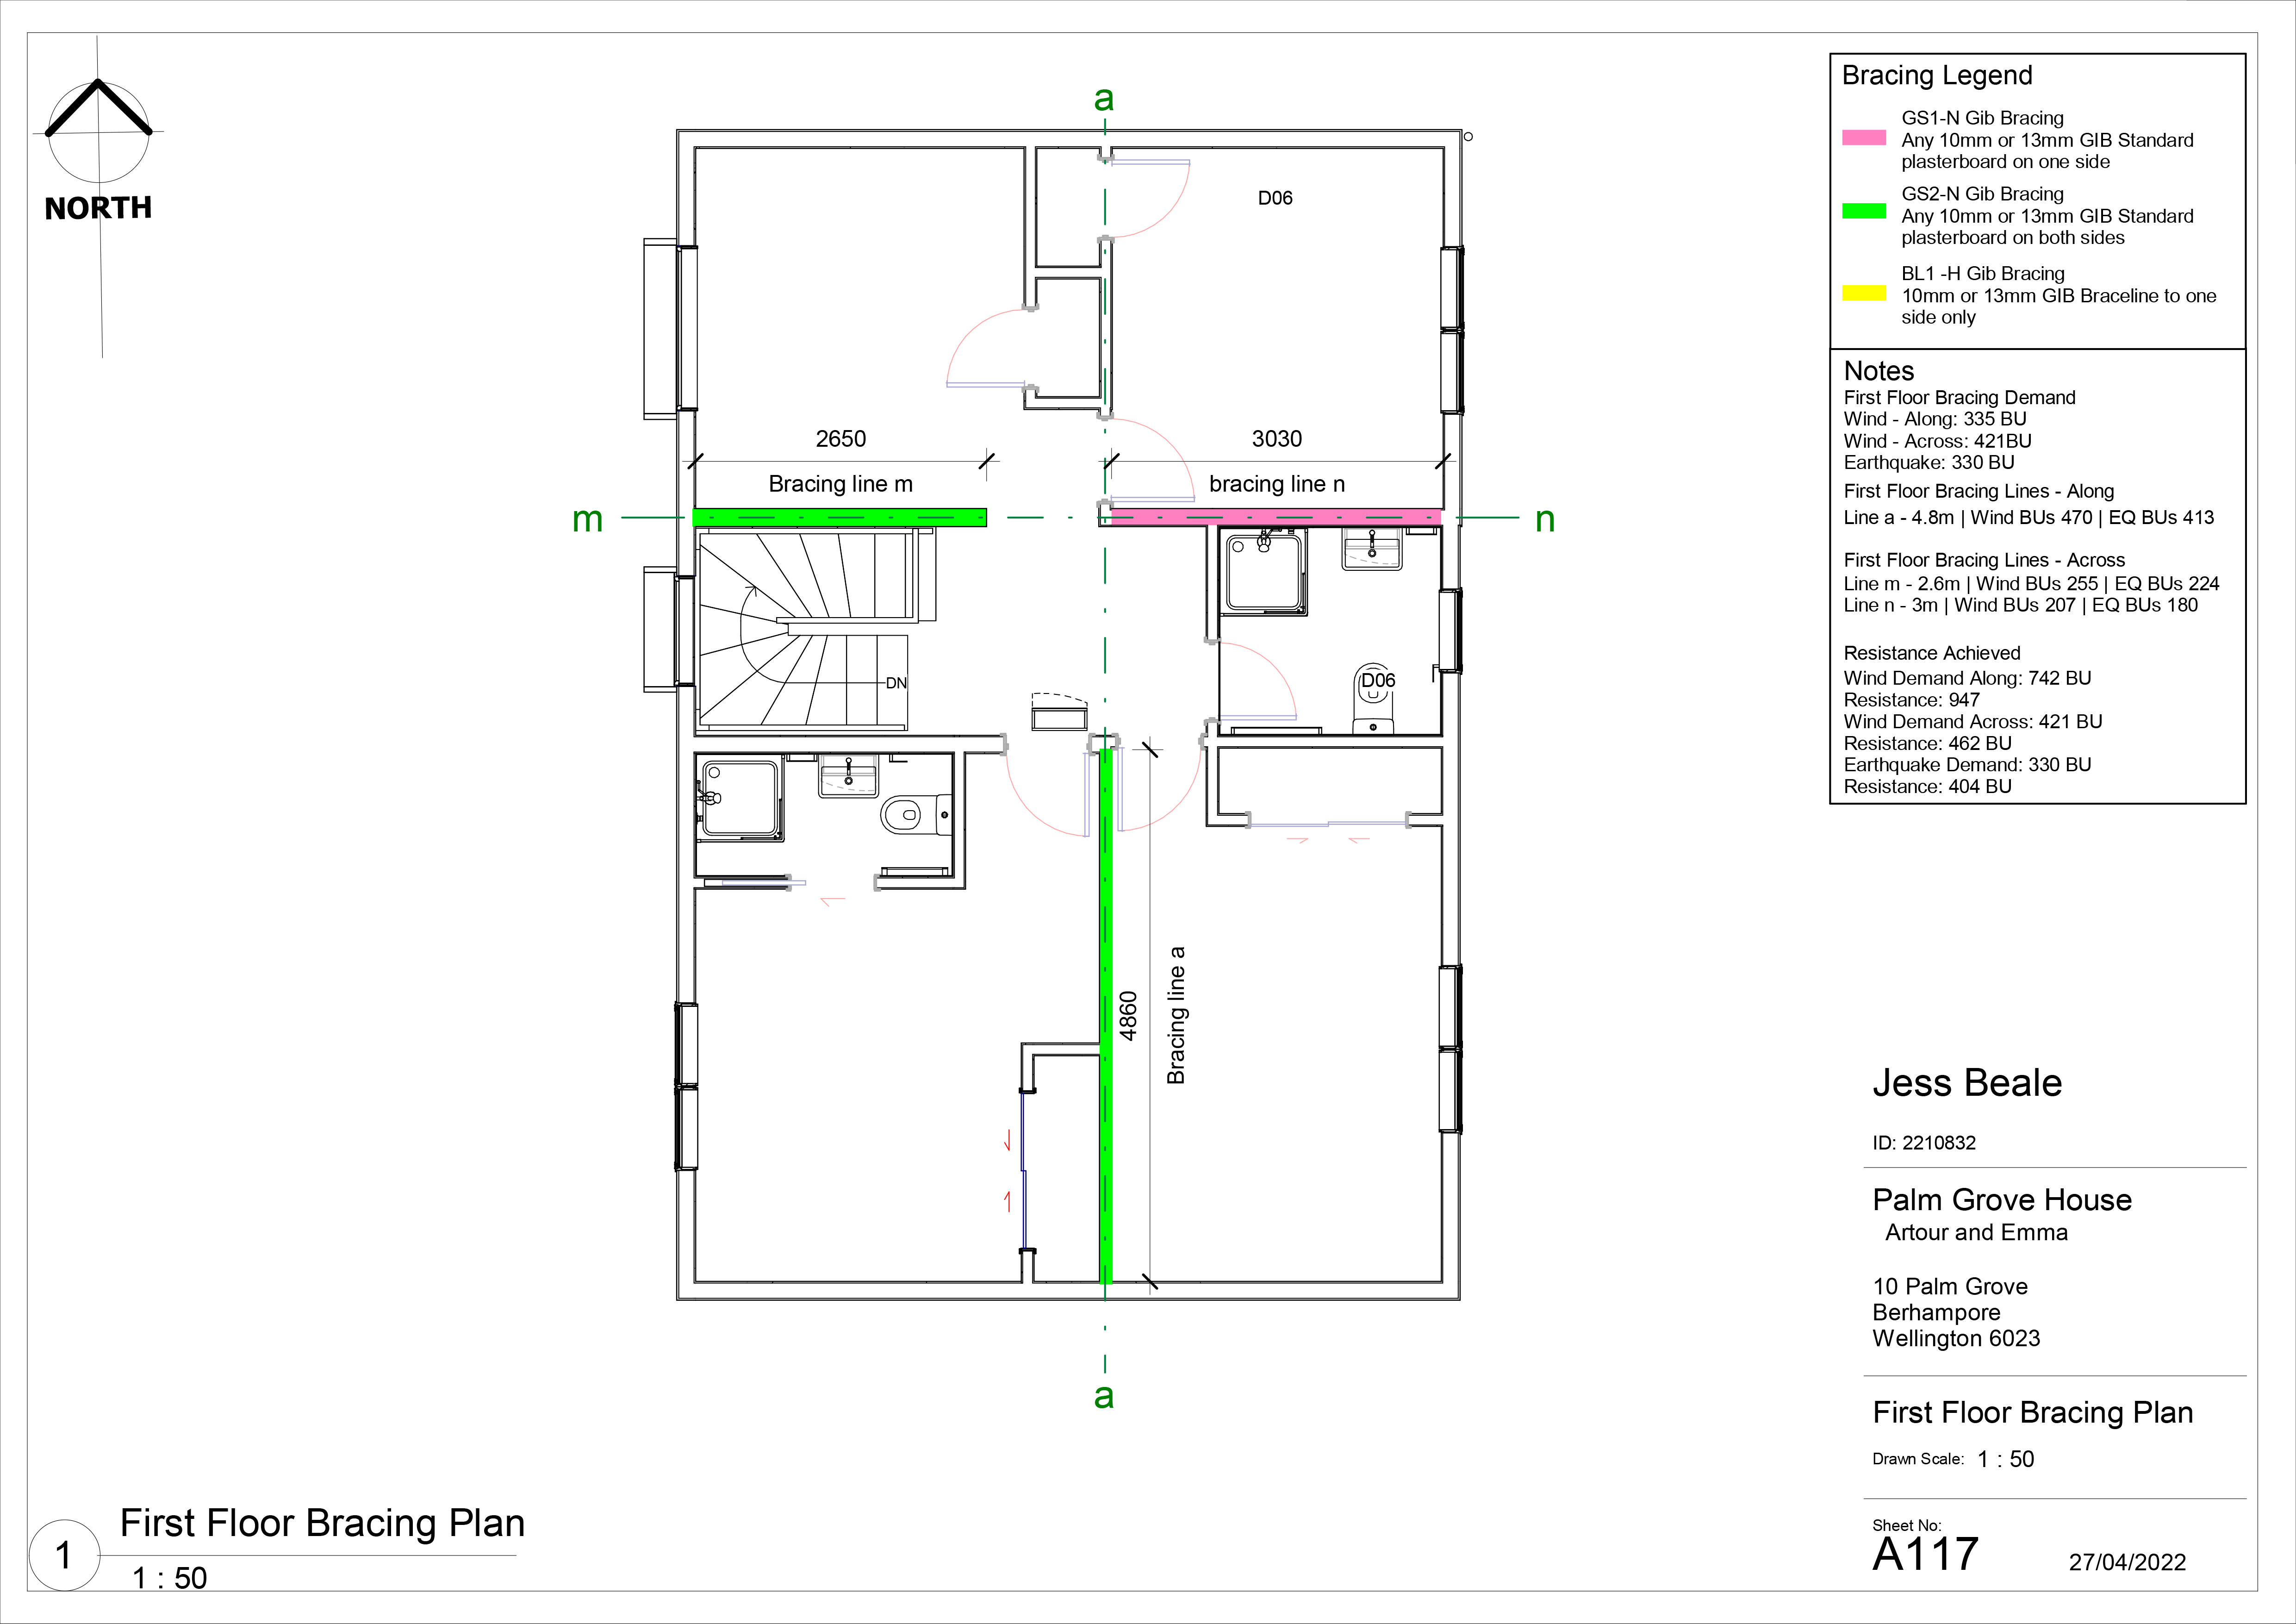 NORTH
a
D06
2650
3030
Bracing line m
bracing line n
m
n
DN
D06
4860
Bracing line a
a
Bracing Legend
GS1-N Gib Bracing
Any 10mm or 13mm GIB Standard
plasterboard on one side
GS2-N Gib Bracing
Any 10mm or 13mm GIB Standard
plasterboard on both sides
BL1 -H Gib Bracing
10mm or 13mm GIB Braceline to one
side only
Notes
First Floor Bracing Demand
Wind - Along: 335 BU
Wind - Across: 421BU
Earthquake: 330 BU
First Floor Bracing Lines - Along
Line a - 4.8m | Wind BUs 470 | EQ BUs 413
First Floor Bracing Lines - Across
Line m - 2.6m | Wind BUs 255 | EQ BUs 224
Line n - 3m | Wind BUs 207 | EQ BUs 180
Resistance Achieved
Wind Demand Along: 742 BU
Resistance: 947
Wind Demand Across: 421 BU
Resistance: 462 BU
Earthquake Demand: 330 BU
Resistance: 404 BU
Jess Beale
ID: 2210832
Palm Grove House
Artour and Emma
10 Palm Grove
Berhampore
Wellington 6023
First Floor Bracing Plan
Drawn Scale: 1 : 50
Sheet No:
A117 27/04/2022
1 First Floor Bracing Plan
1 : 50